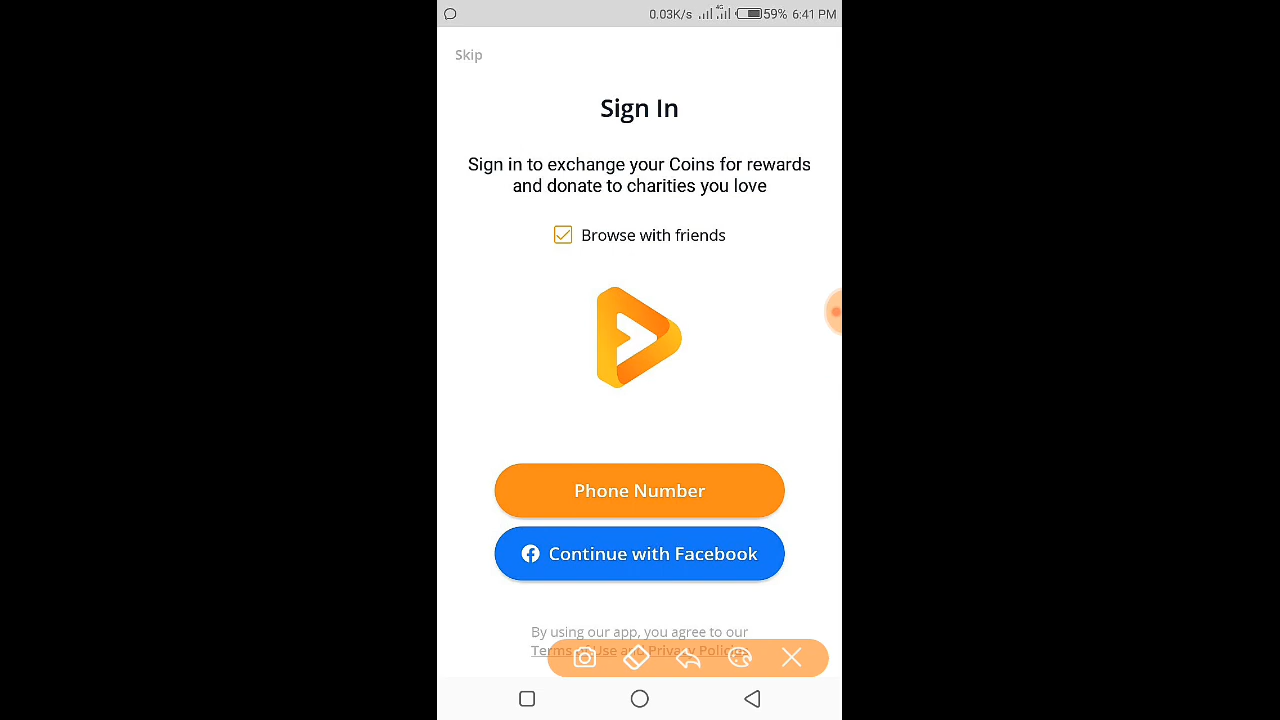 0.03K/s 4G 59% 6:41 PM
Skip
Sign In
Sign in to exchange your Coins for rewards
and donate to charities you love
Browse with friends
Phone Number
Continue with Facebook
By using our app, you agree to our
Terms of Use and Privacy Policies